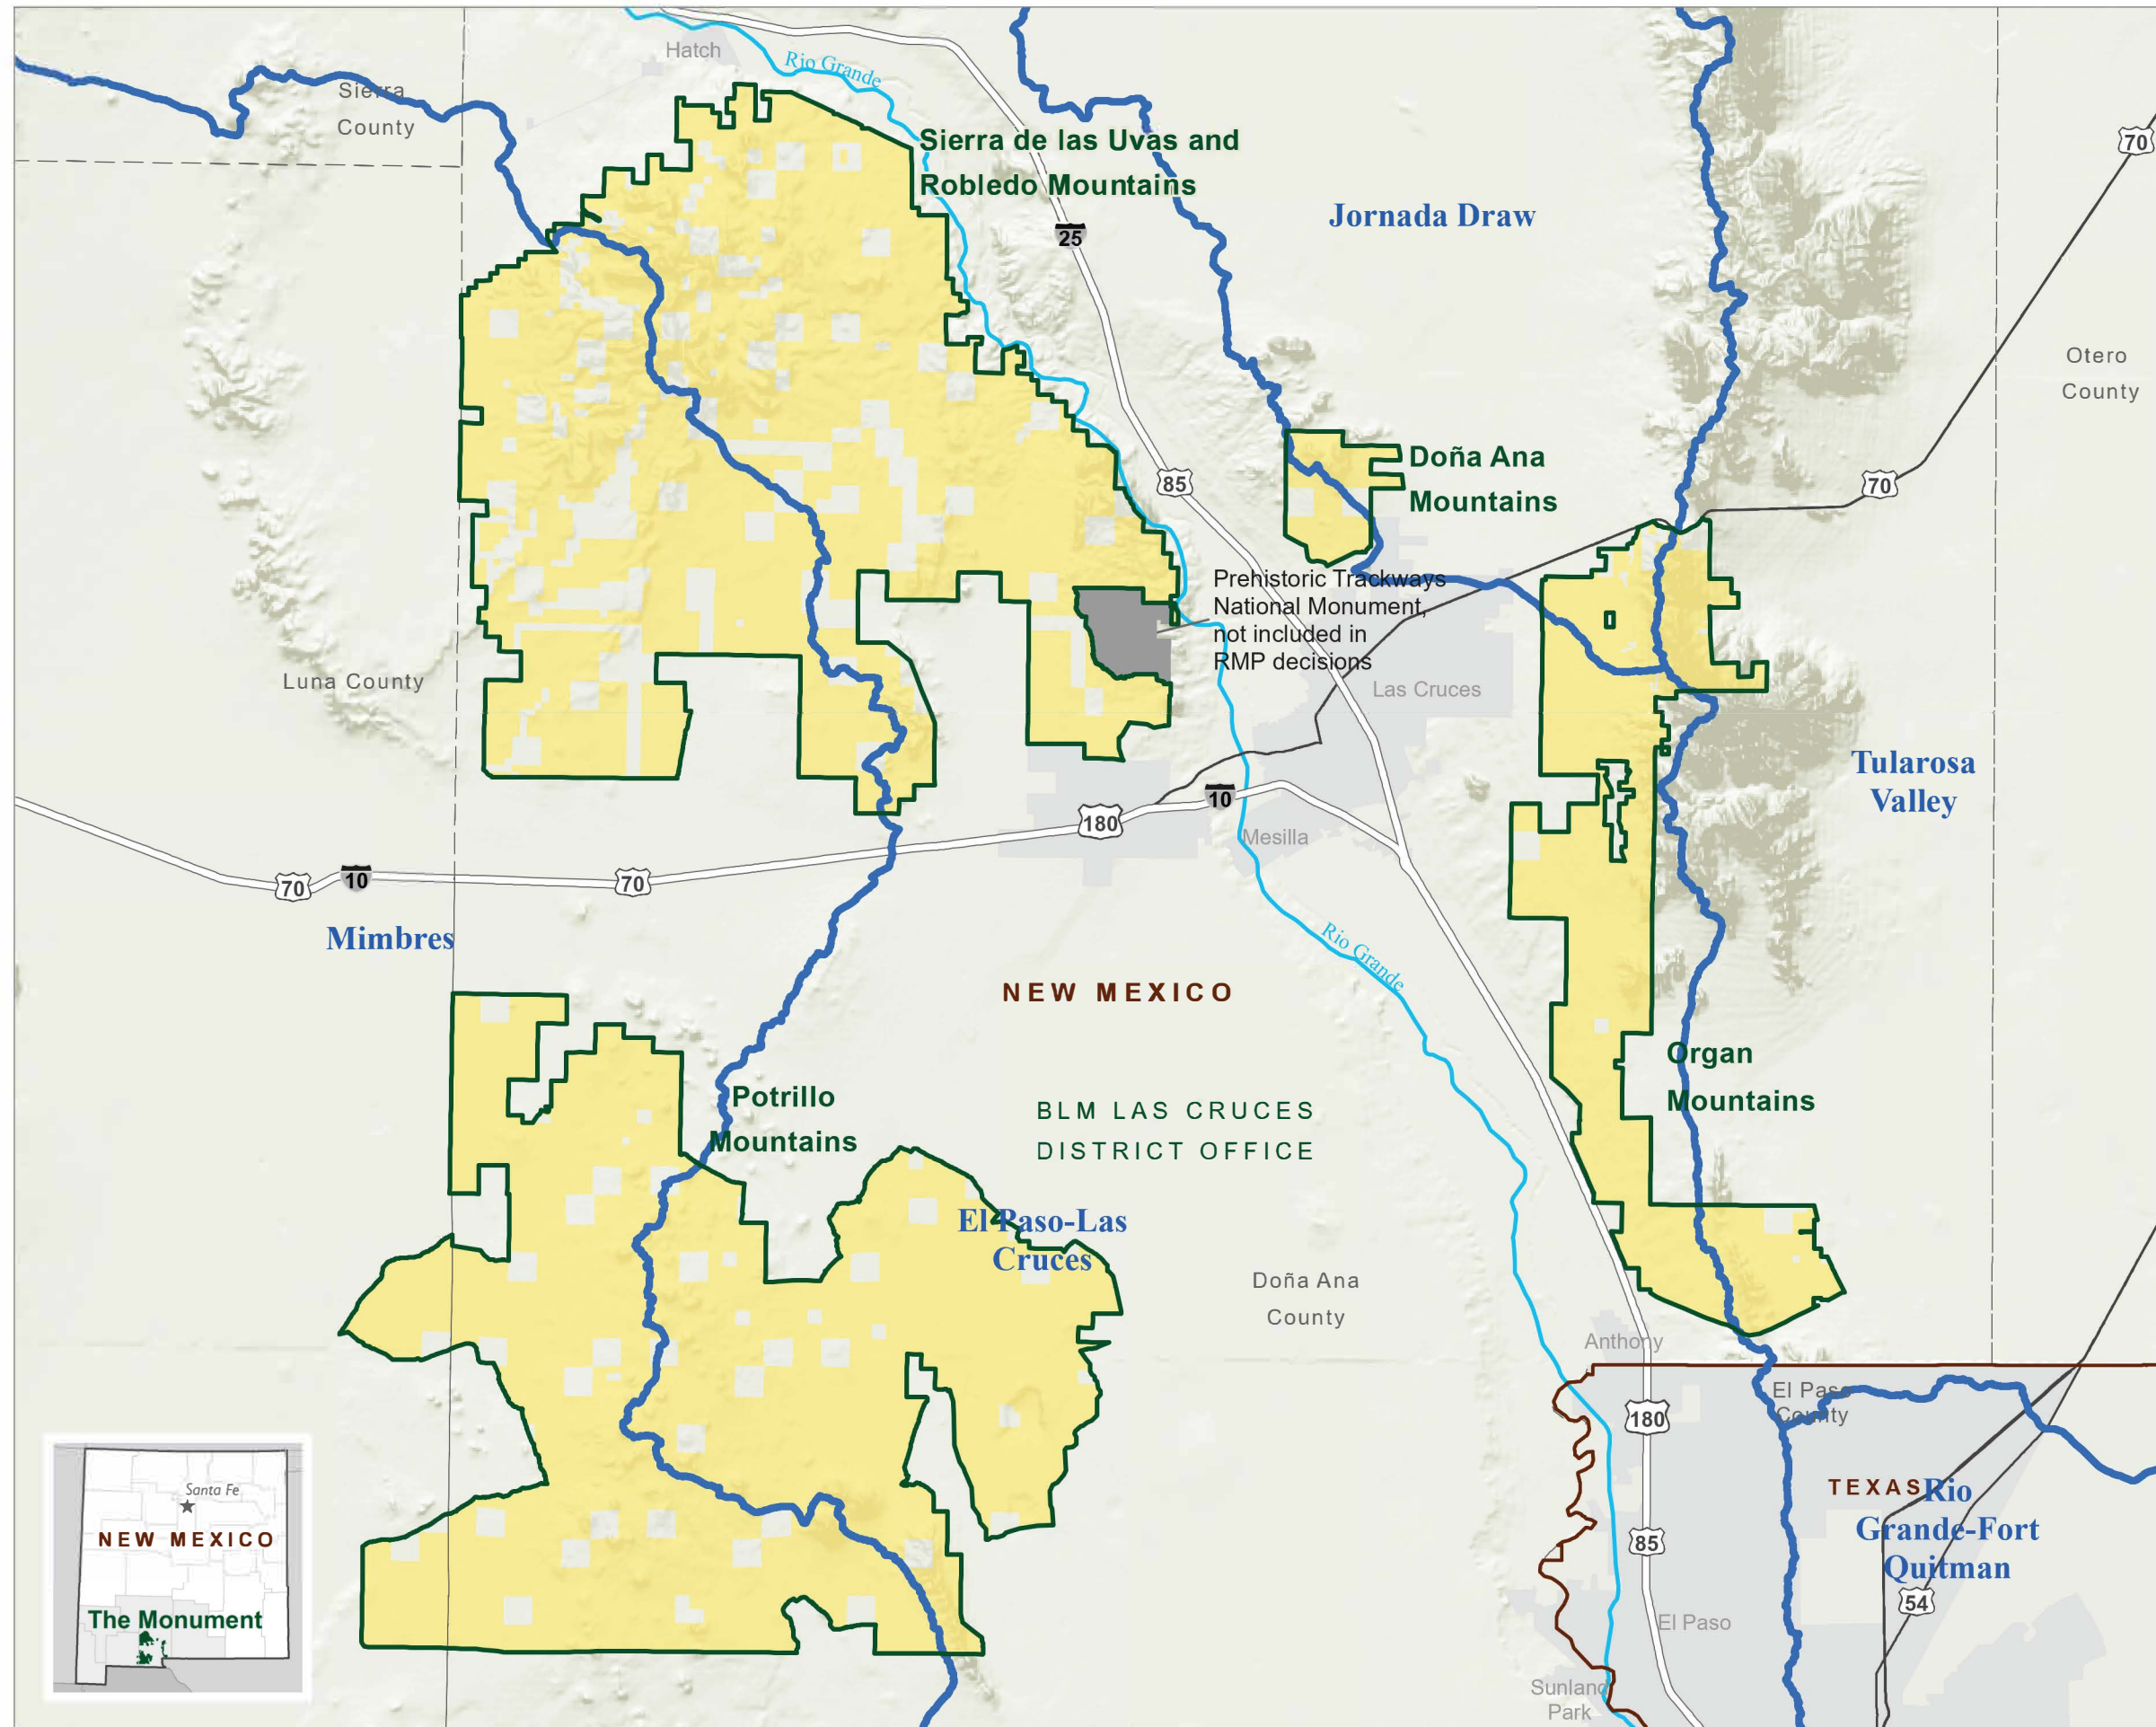 Hatch
Rio Grande
Sierra
County
Sierra de las Uvas and
Robledo Mountains
70
Jornada Draw
25
Otero
County
Doña Ana
Mountains
85
70
Prehistoric Trackways
National Monument,
not included in
RMP decisions
Luna County
Las Cruces
Tularosa
Valley
10
180
Mesilla
70
10
70
Mimbres
Rio Grande
NEW MEXICO
Organ
Mountains
Potrillo
Mountains
BLM LAS CRUCES
DISTRICT OFFICE
El Paso-Las
Cruces
Doña Ana
County
Anthony
El Paso
County
180
Santa Fe
NEW MEXICO
The Monument
TEXAS
Rio
Grande-Fort
Quitman
85
54
El Paso
Sunland
Park